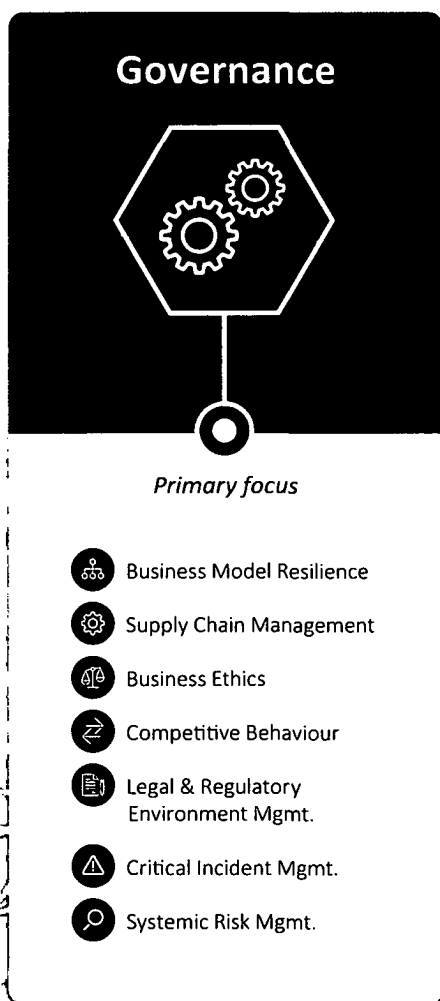 Governance
Primary focus
Business Model Resilience
Supply Chain Management
Business Ethics
Competitive Behaviour
Legal & Regulatory
Environment Mgmt.
Critical Incident Mgmt.
Systemic Risk Mgmt.